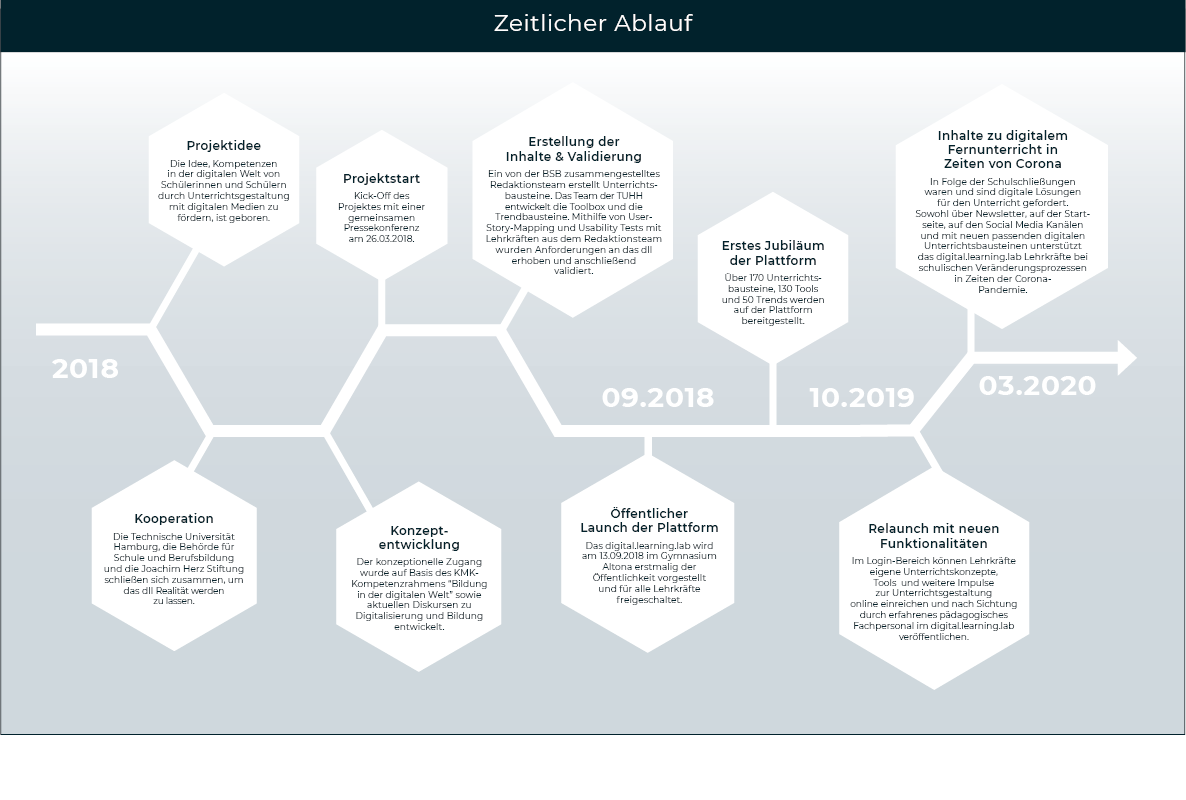 Zeitlicher Ablauf
Projektidee
Die Idee, Kompetenzen
in der digitalen Welt von
Schülerinnen und Schülern
durch Unterrichtsgestaltung
mit digitalen Medien zu
fördern, ist geboren.
Projektstart
Kick-Off des
Projektes mit einer
gemeinsamen
Pressekonferenz
am 26.03.2018.
Erstellung der
Inhalte & Validierung
Ein von der BSB zusammengestelltes
Redaktionsteam erstellt Unterrichts-
bausteine. Das Team der TUHH
entwickelt die Toolbox und die
Trendbausteine. Mithilfe von User-
Story-Mapping und Usability Tests mit
Lehrkräften aus dem Redaktionsteam
wurden Anforderungen an das dll
erhoben und anschließend
validiert.
Erstes Jubiläum
der Plattform
Über 170 Unterrichts-
bausteine, 130 Tools
und 50 Trends werden
auf der Plattform
bereitgestellt.
Inhalte zu digitalem
Fernunterricht in
Zeiten von Corona
In Folge der Schulschließungen
waren und sind digitale Lösungen
für den Unterricht gefordert.
Sowohl über Newsletter, auf der Start-
seite, auf den Social Media Kanälen
und mit neuen passenden digitalen
Unterrichtsbausteinen unterstützt
das digital.learning.lab Lehrkräfte bei
schulischen Veränderungsprozessen
in Zeiten der Corona-
Pandemie.
2018
09.2018
10.2019
03.2020
Kooperation
Die Technische Universität
Hamburg, die Behörde für
Schule und Berufsbildung
und die Joachim Herz Stiftung
schließen sich zusammen, um
das dll Realität werden
zu lassen.
Konzept-
entwicklung
Der konzeptionelle Zugang
wurde auf Basis des KMK-
Kompetenzrahmens "Bildung
in der digitalen Welt" sowie
aktuellen Diskursen zu
Digitalisierung und Bildung
entwickelt.
Öffentlicher
Launch der Plattform
Das digital.learning.lab wird
am 13.09.2018 im Gymnasium
Altona erstmalig der
Öffentlichkeit vorgestellt
und für alle Lehrkräfte
freigeschaltet.
Relaunch mit neuen
Funktionalitäten
Im Login-Bereich können Lehrkräfte
eigene Unterrichtskonzepte,
Tools und weitere Impulse
zur Unterrichtsgestaltung
online einreichen und nach Sichtung
durch erfahrenes pädagogisches
Fachpersonal im digital.learning.lab
veröffentlichen.